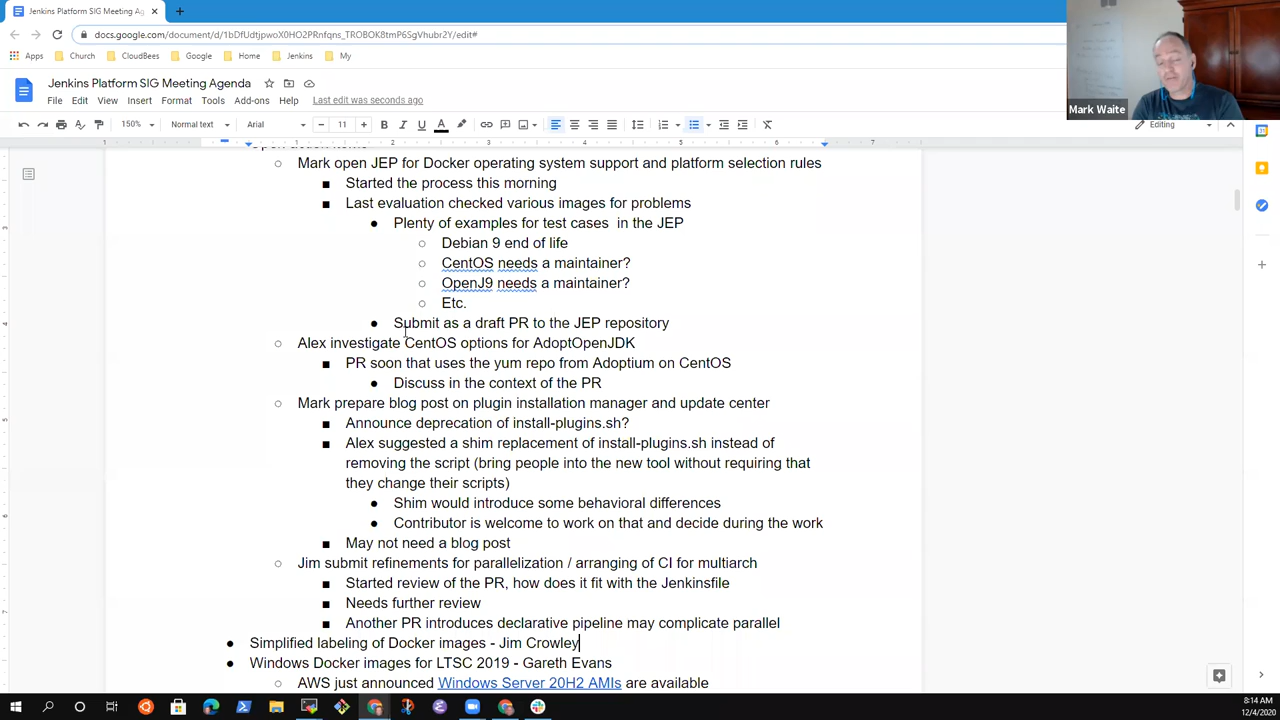 Jenkins Platform SIG Meeting Ag
docs.google.com/document/d/1bDfUdtjpwoX0HO2PRnfqns_TROBOK8tmP6SgVhubr2Y/edit#
Apps Church CloudBees Google Home Jenkins My
Jenkins Platform SIG Meeting Agenda
File Edit View Insert Format Tools Add-ons Help Last edit was seconds ago
Mark Waite
150% Normal text Arial 11 Editing
1 1 2 3 4 5 6 7
Mark open JEP for Docker operating system support and platform selection rules
Started the process this morning
Last evaluation checked various images for problems
Plenty of examples for test cases in the JEP
Debian 9 end of life
CentOS needs a maintainer?
OpenJ9 needs a maintainer?
Etc.
Submit as a draft PR to the JEP repository
Alex investigate CentOS options for AdoptOpenJDK
PR soon that uses the yum repo from Adoptium on CentOS
Discuss in the context of the PR
Mark prepare blog post on plugin installation manager and update center
Announce deprecation of install-plugins.sh?
Alex suggested a shim replacement of install-plugins.sh instead of
removing the script (bring people into the new tool without requiring that
they change their scripts)
Shim would introduce some behavioral differences
Contributor is welcome to work on that and decide during the work
May not need a blog post
Jim submit refinements for parallelization / arranging of CI for multiarch
Started review of the PR, how does it fit with the Jenkinsfile
Needs further review
Another PR introduces declarative pipeline may complicate parallel
Simplified labeling of Docker images - Jim Crowley
Windows Docker images for LTSC 2019 - Gareth Evans
AWS just announced Windows Server 20H2 AMIs are available
8:14 AM
12/4/2020